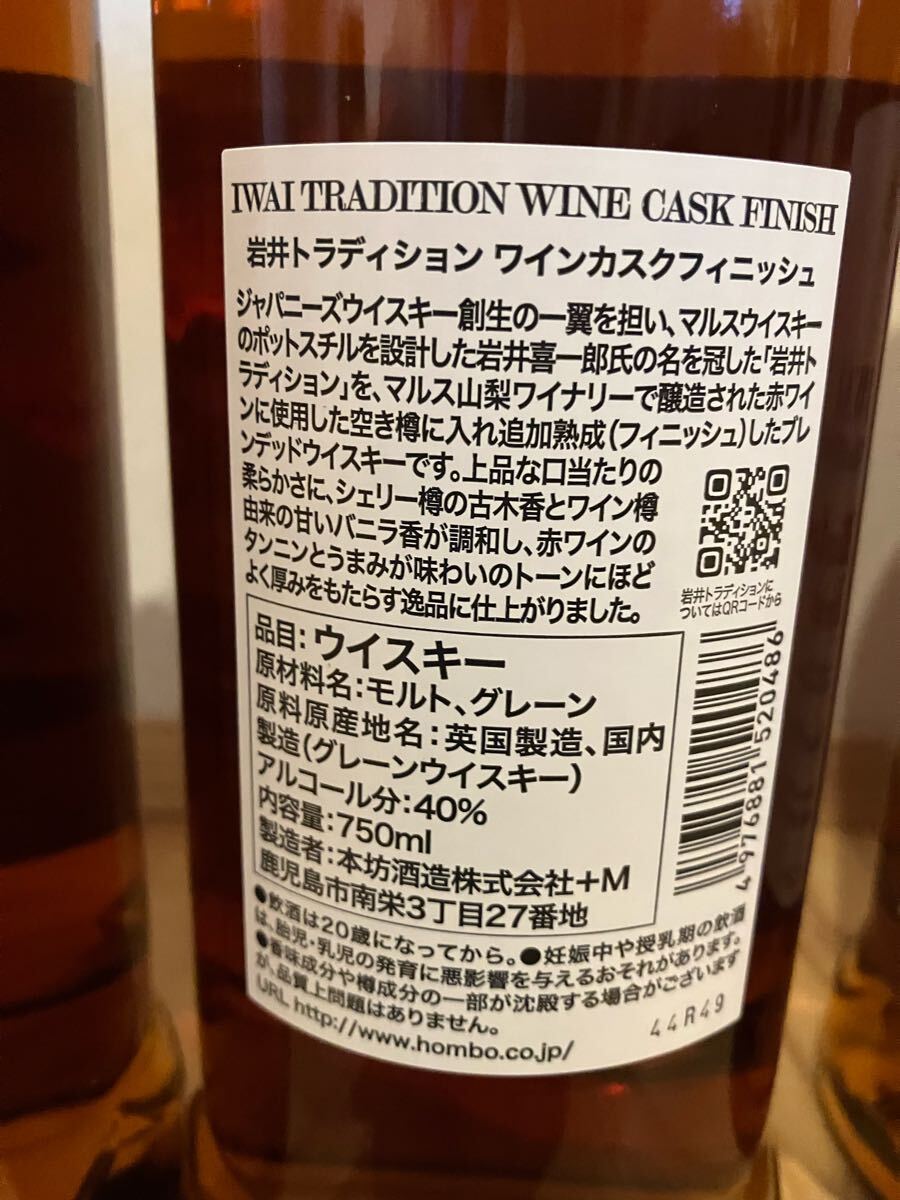 IWAI TRADITION WINE CASK FINISH
岩井トラディション ワインカスクフィニッシュ
ジャパニーズウイスキー創生の一翼を担い、マルスウイスキー
のポットスチルを設計した岩井喜一郎氏の名を冠した「岩井ト
ラディション」を、マルス山梨ワイナリーで醸造された赤ワイ
ンに使用した空き樽に入れ追加熟成(フィニッシュ)したブレ
ンデッドウイスキーです。上品な口当たりの
柔らかさに、シェリー樽の古木香とワイン樽
由来の甘いバニラ香が調和し、赤ワインの
タンニンとうまみが味わいのトーンにほど
よく厚みをもたらす逸品に仕上がりました。
岩井トラディションに
ついてはQRコードから
品目:ウイスキー
原材料名:モルト、グレーン
原料原産地名:英国製造、国内
製造(グレーンウイスキー)
アルコール分:40%
内容量:750ml
製造者:本坊酒造株式会社+M
鹿児島市南栄3丁目27番地
4 976881 520486
●飲酒は20歳になってから。●妊娠中や授乳期の飲酒
は、胎児・乳児の発育に悪影響を与えるおそれがあります。
●香味成分や樽成分の一部が沈殿する場合がございます
が、品質上問題はありません。
URL http://www.hombo.co.jp/
44R49